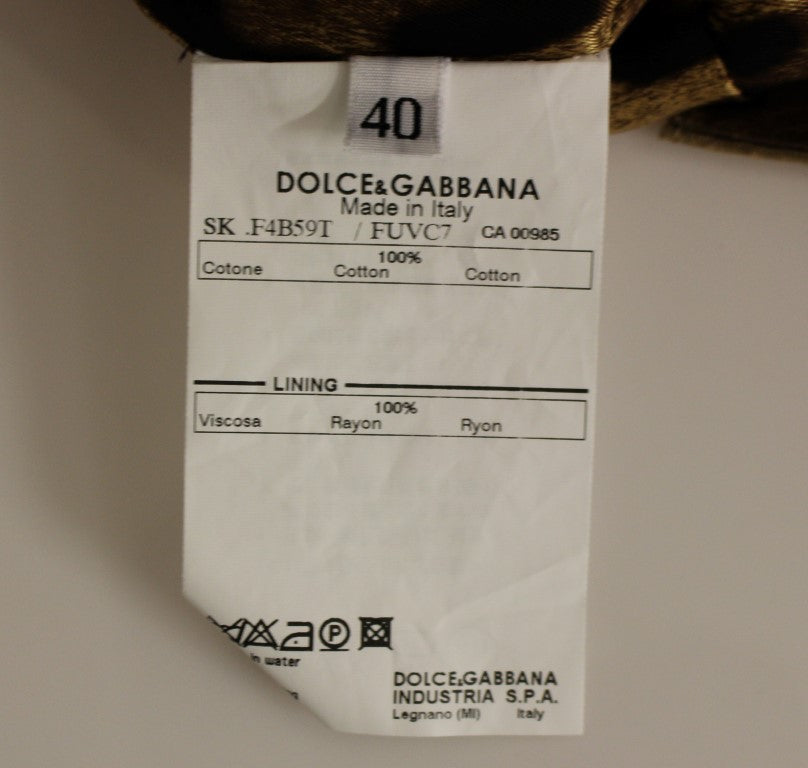 40
DOLCE&GABBANA
Made in Italy
SK .F4B59T / FUVC7 CA 00985
100%
Cotone Cotton Cotton
LINING
100%
Viscosa Rayon Ryon
P
in water
DOLCE&GABBANA
INDUSTRIA S.P.A.
Legnano (MI) Italy